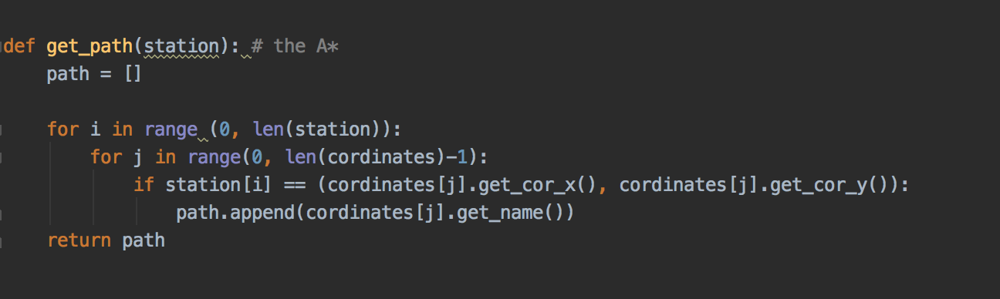 def get_path(station): # the A*
    path = []
    for i in range (0, len(station)):
        for j in range(0, len(cordinates)-1):
            if station[i] == (cordinates[j].get_cor_x(), cordinates[j].get_cor_y()):
                path.append(cordinates[j].get_name())
    return path